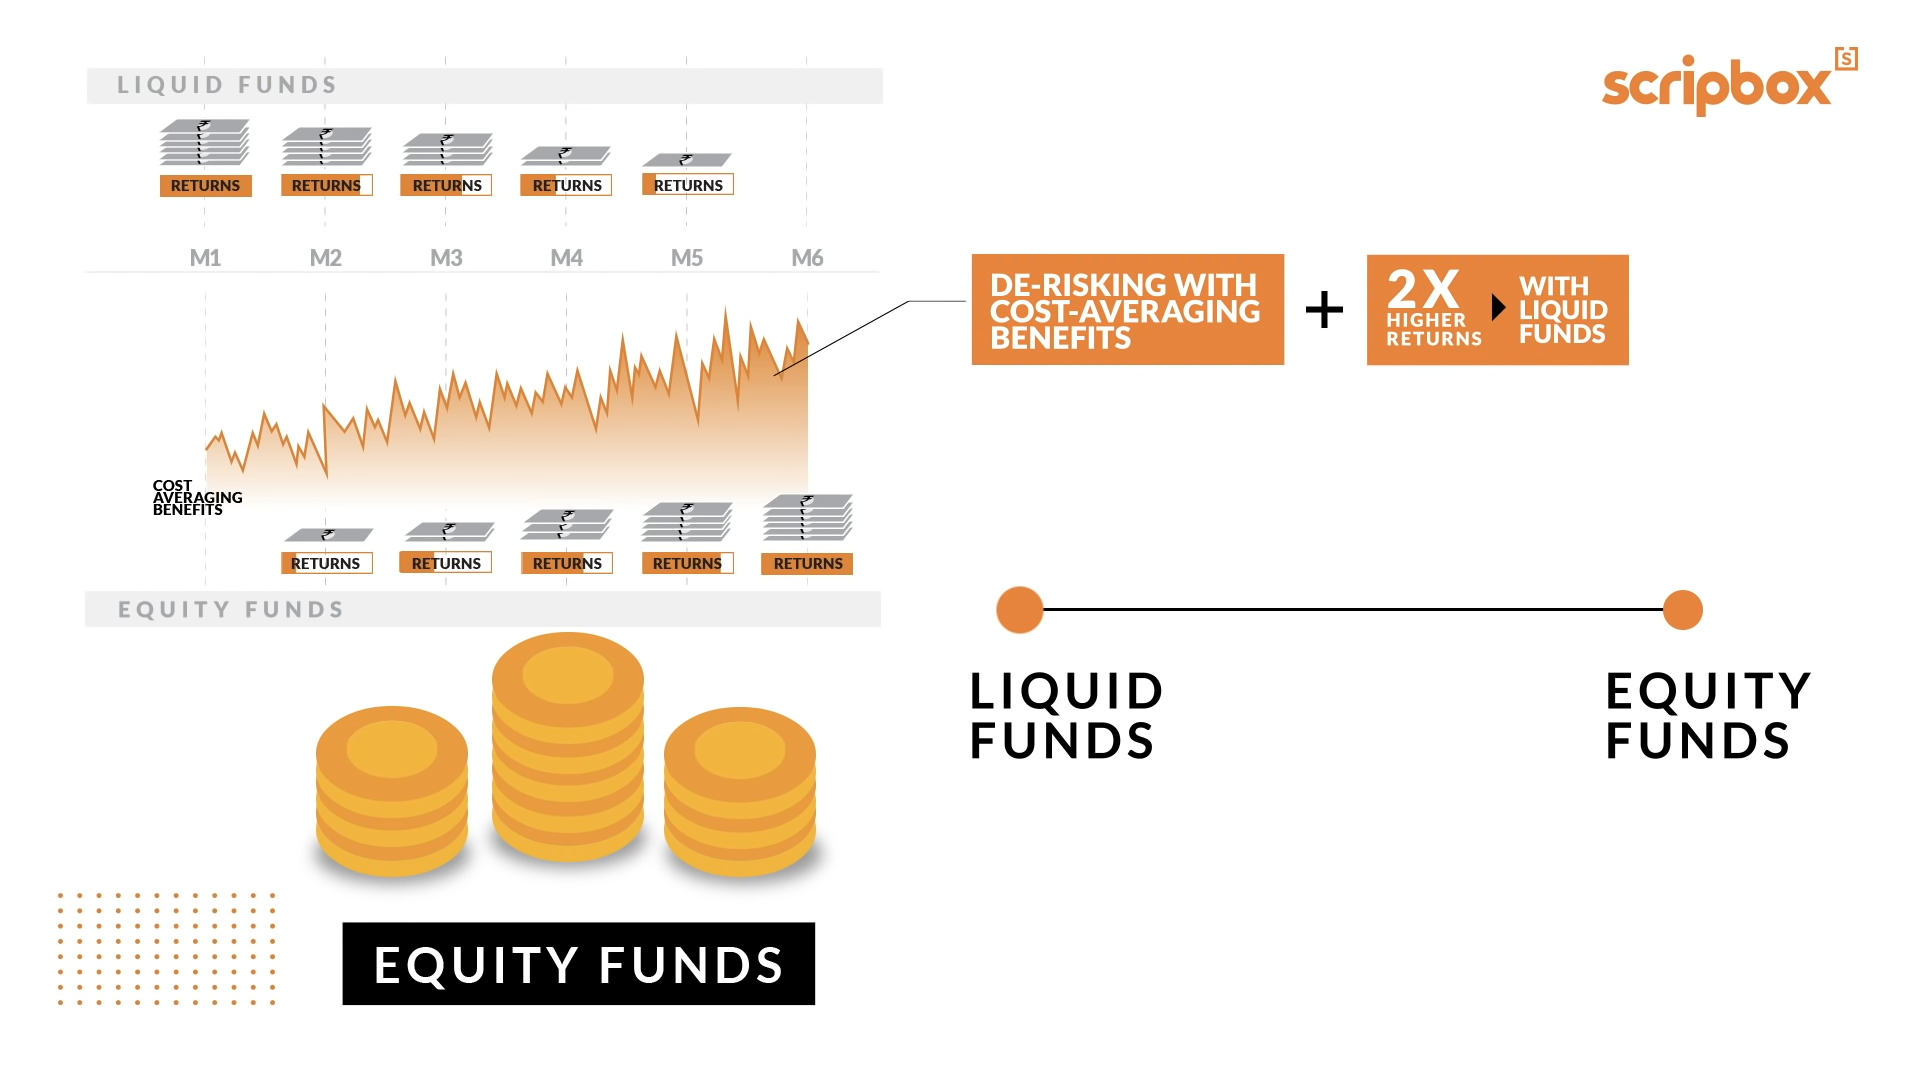 scripbox
[S]
LIQUID FUNDS
₹ ₹ ₹ ₹ ₹
RETURNS RETURNS RETURNS RETURNS RETURNS
M1 M2 M3 M4 M5 M6
DE-RISKING WITH
COST-AVERAGING
BENEFITS
+
2X
HIGHER
RETURNS
WITH
LIQUID
FUNDS
COST
AVERAGING
BENEFITS
₹ ₹ ₹ ₹ ₹
RETURNS RETURNS RETURNS RETURNS RETURNS
EQUITY FUNDS
LIQUID
FUNDS
EQUITY
FUNDS
EQUITY FUNDS